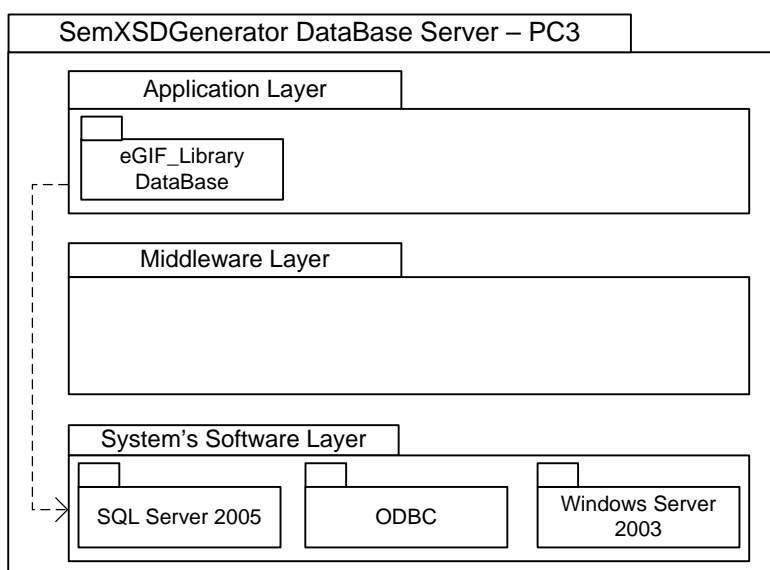 SemXSDGenerator DataBase Server – PC3
Application Layer
eGIF_Library
DataBase
Middleware Layer
System's Software Layer
SQL Server 2005
ODBC
Windows Server
2003